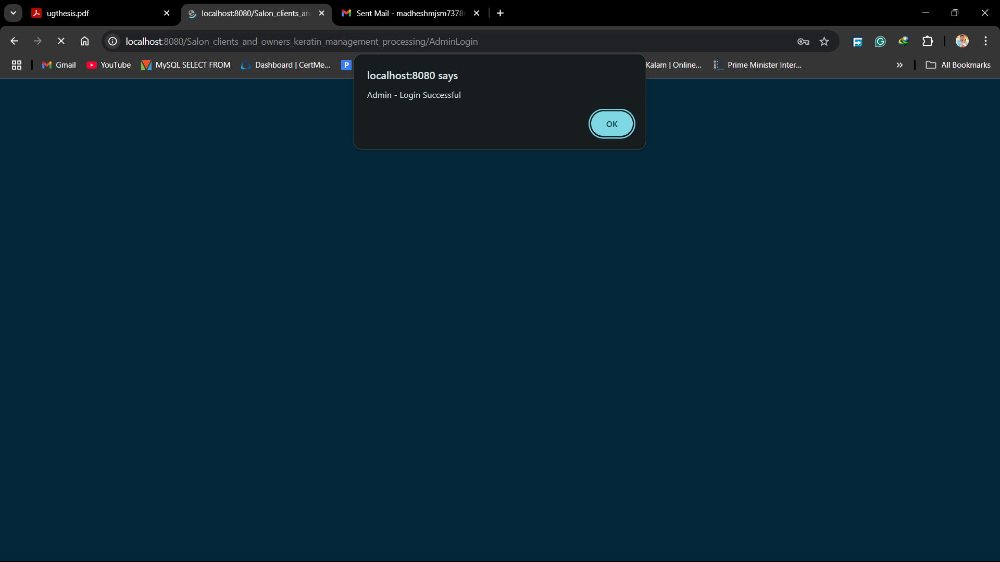 ugthesis.pdf
localhost:8080/Salon_clients_an
Sent Mail - madheshmjsm7378
localhost:8080/Salon_clients_and_owners_keratin_management_processing/AdminLogin
Gmail
YouTube
MySQL SELECT FROM
Dashboard | CertMe...
P
Kalam | Online...
Prime Minister Inter...
All Bookmarks
localhost:8080 says
Admin - Login Successful
OK